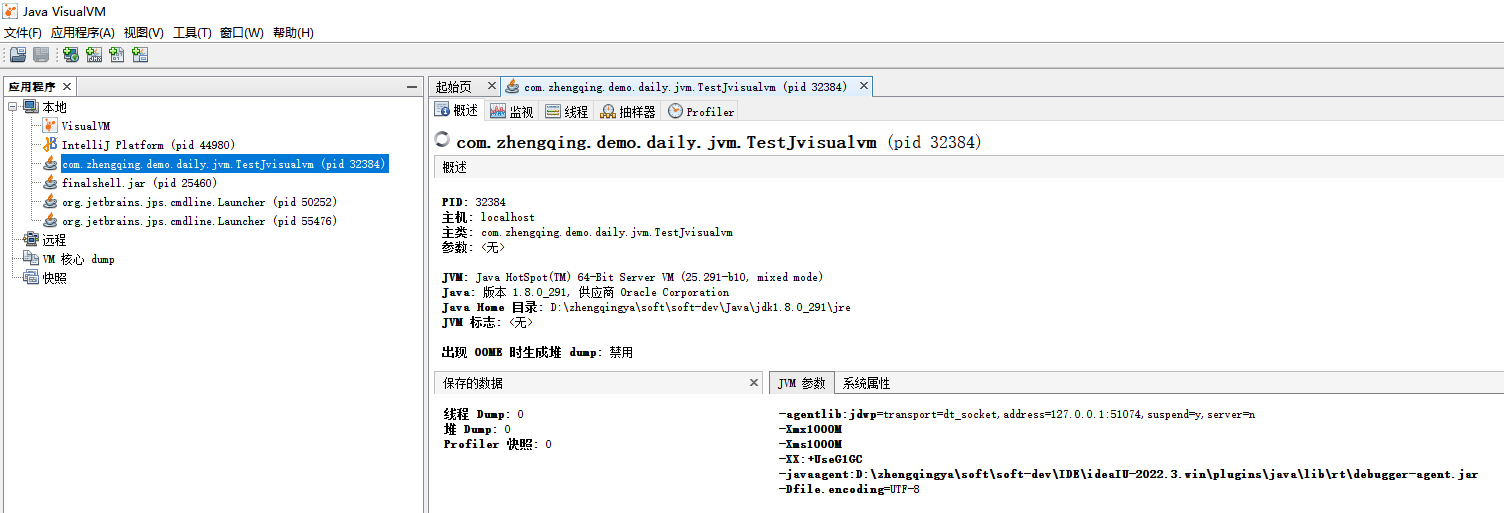 Java VisualVM
文件(F) 应用程序(A) 视图(V) 工具(T) 窗口(W) 帮助(H)
应用程序
本地
VisualVM
IntelliJ Platform (pid 44980)
com.zhengqing.demo.daily.jvm.TestJvisualvm (pid 32384)
finalshell.jar (pid 25460)
org.jetbrains.jps.cmdline.Launcher (pid 50252)
org.jetbrains.jps.cmdline.Launcher (pid 55476)
远程
VM 核心 dump
快照
起始页 com.zhengqing.demo.daily.jvm.TestJvisualvm (pid 32384)
概述 监视 线程 抽样器 Profiler
com.zhengqing.demo.daily.jvm.TestJvisualvm (pid 32384)
概述
PID: 32384
主机: localhost
主类: com.zhengqing.demo.daily.jvm.TestJvisualvm
参数: <无>
JVM: Java HotSpot(TM) 64-Bit Server VM (25.291-b10, mixed mode)
Java: 版本 1.8.0_291, 供应商 Oracle Corporation
Java Home 目录: D:\zhengqingya\soft\soft-dev\Java\jdk1.8.0_291\jre
JVM 标志: <无>
出现 OOME 时生成堆 dump: 禁用
保存的数据
线程 Dump: 0
堆 Dump: 0
Profiler 快照: 0
JVM 参数 系统属性
-agentlib:jdwp=transport=dt_socket,address=127.0.0.1:51074,suspend=y,server=n
-Xmx1000M
-Xms1000M
-XX:+UseG1GC
-javaagent:D:\zhengqingya\soft\soft-dev\IDE\ideaIU-2022.3.win\plugins\java\lib\rt\debugger-agent.jar
-Dfile.encoding=UTF-8